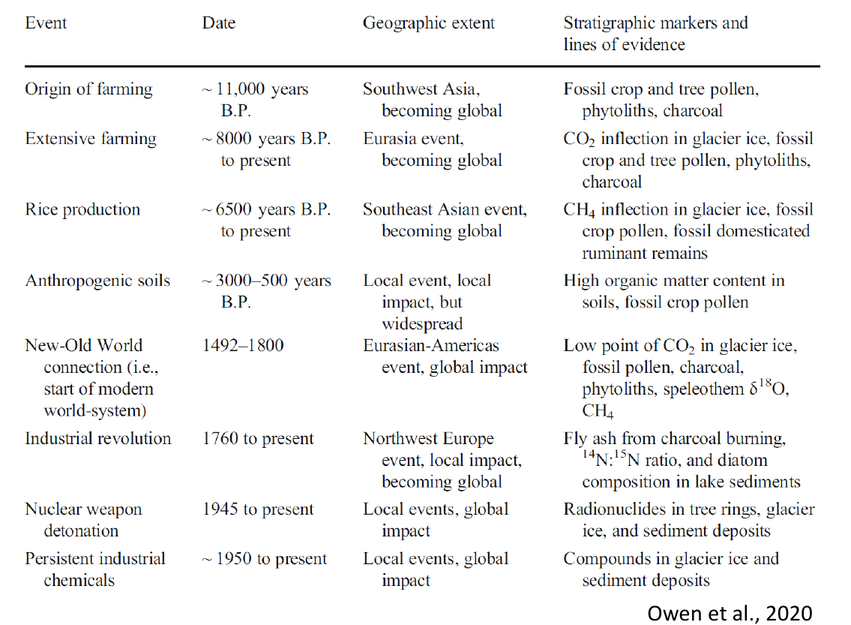 Event Date Geographic extent Stratigraphic markers and
lines of evidence
Origin of farming ~ 11,000 years Southwest Asia, Fossil crop and tree pollen,
B.P. becoming global phytoliths, charcoal
Extensive farming ~ 8000 years B.P. Eurasia event, CO₂ inflection in glacier ice, fossil
to present becoming global crop and tree pollen, phytoliths,
charcoal
Rice production ~ 6500 years B.P. Southeast Asian event, CH₄ inflection in glacier ice, fossil
to present becoming global crop pollen, fossil domesticated
ruminant remains
Anthropogenic soils ~ 3000–500 years Local event, local High organic matter content in
B.P. impact, but soils, fossil crop pollen
widespread
New-Old World 1492–1800 Eurasian-Americas Low point of CO₂ in glacier ice,
connection (i.e., event, global impact fossil pollen, charcoal,
start of modern phytoliths, speleothem δ¹⁸O,
world-system) CH₄
Industrial revolution 1760 to present Northwest Europe Fly ash from charcoal burning,
event, local impact, ¹⁴N:¹⁵N ratio, and diatom
becoming global composition in lake sediments
Nuclear weapon 1945 to present Local events, global Radionuclides in tree rings, glacier
detonation impact ice, and sediment deposits
Persistent industrial ~ 1950 to present Local events, global Compounds in glacier ice and
chemicals impact sediment deposits
Owen et al., 2020